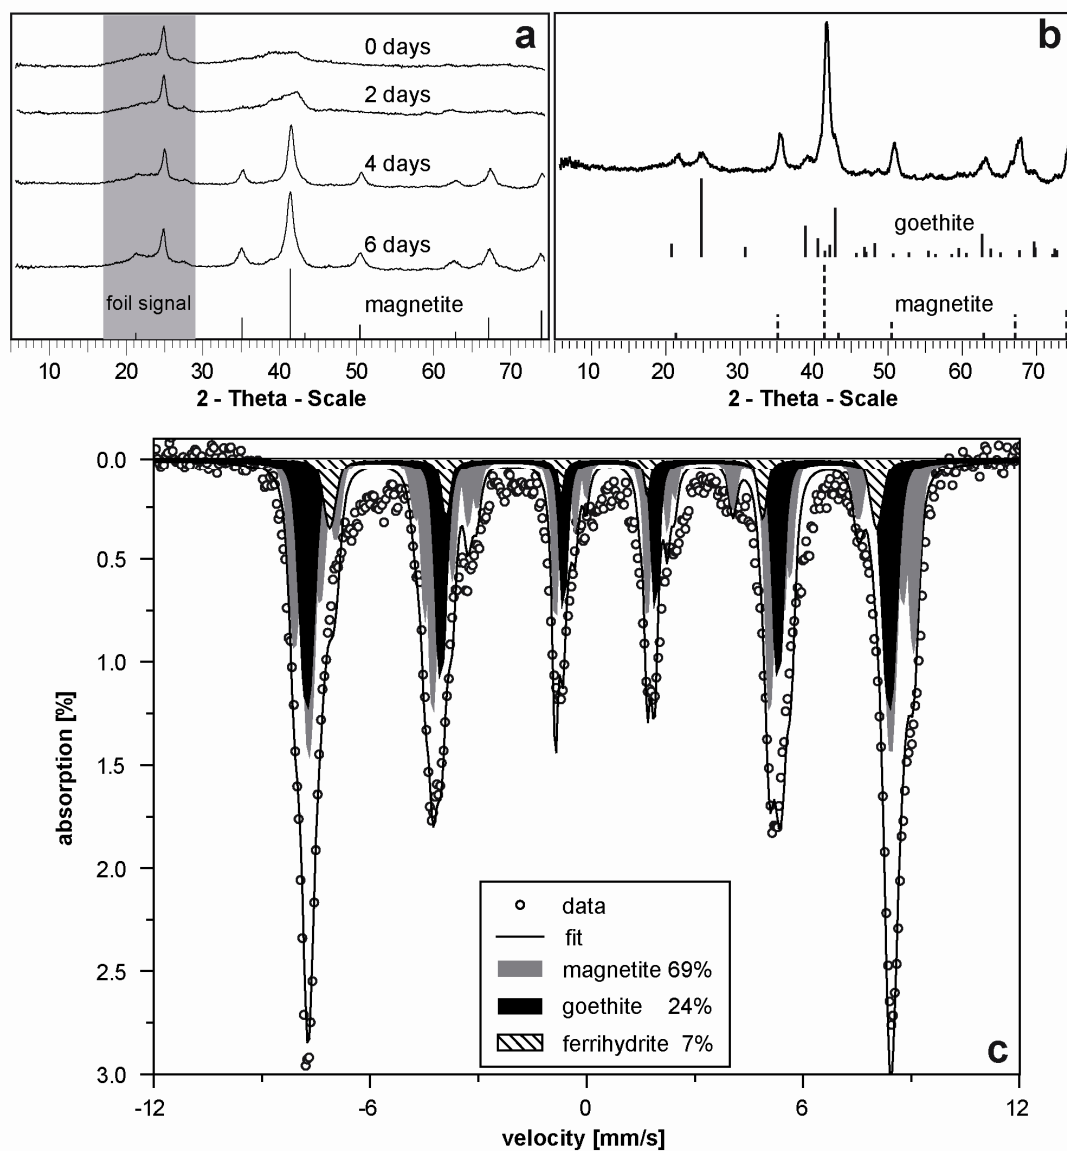 a
0 days
2 days
4 days
6 days
foil signal
magnetite
10 20 30 40 50 60 70
2 - Theta - Scale
b
goethite
magnetite
10 20 30 40 50 60 70
2 - Theta - Scale
0.0
0.5
1.0
1.5
2.0
2.5
3.0
absorption [%]
data
fit
magnetite 69%
goethite 24%
ferrihydrite 7%
c
-12 -6 0 6 12
velocity [mm/s]